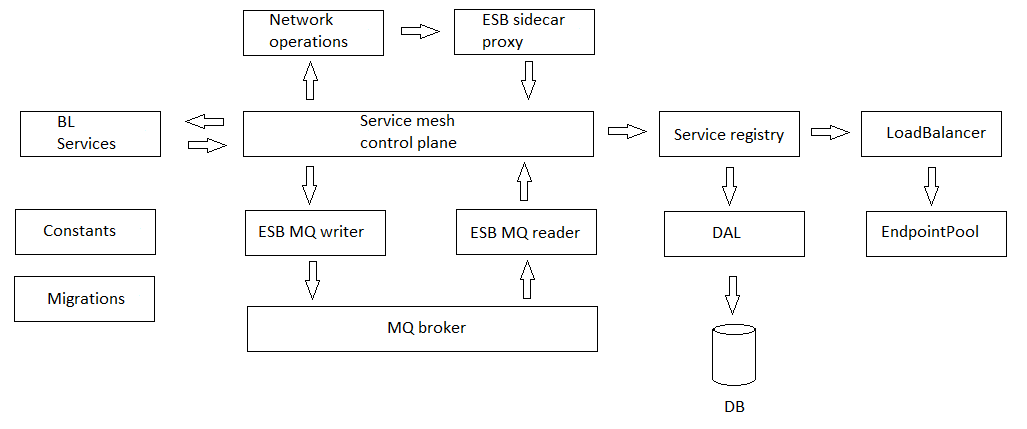 Network
operations
ESB sidecar
proxy
BL
Services
Service mesh
control plane
Service registry
LoadBalancer
Constants
ESB MQ writer
ESB MQ reader
DAL
EndpointPool
Migrations
MQ broker
DB